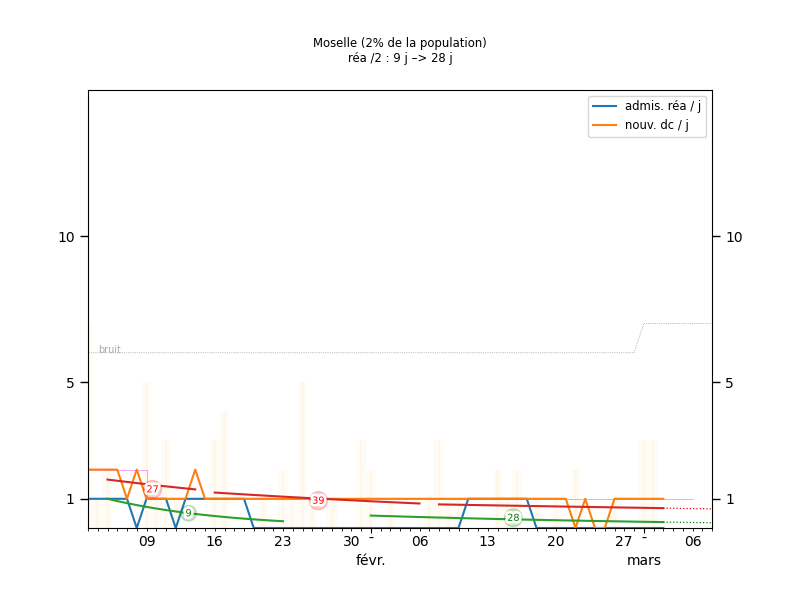 Moselle (2% de la population)
réa /2 : 9 j –> 28 j
admis. réa / j
nouv. dc / j
10 10
bruit
5 5
27
39
9
28
1 1
09 16 23 30 - 06 13 20 27 - 06
févr. mars